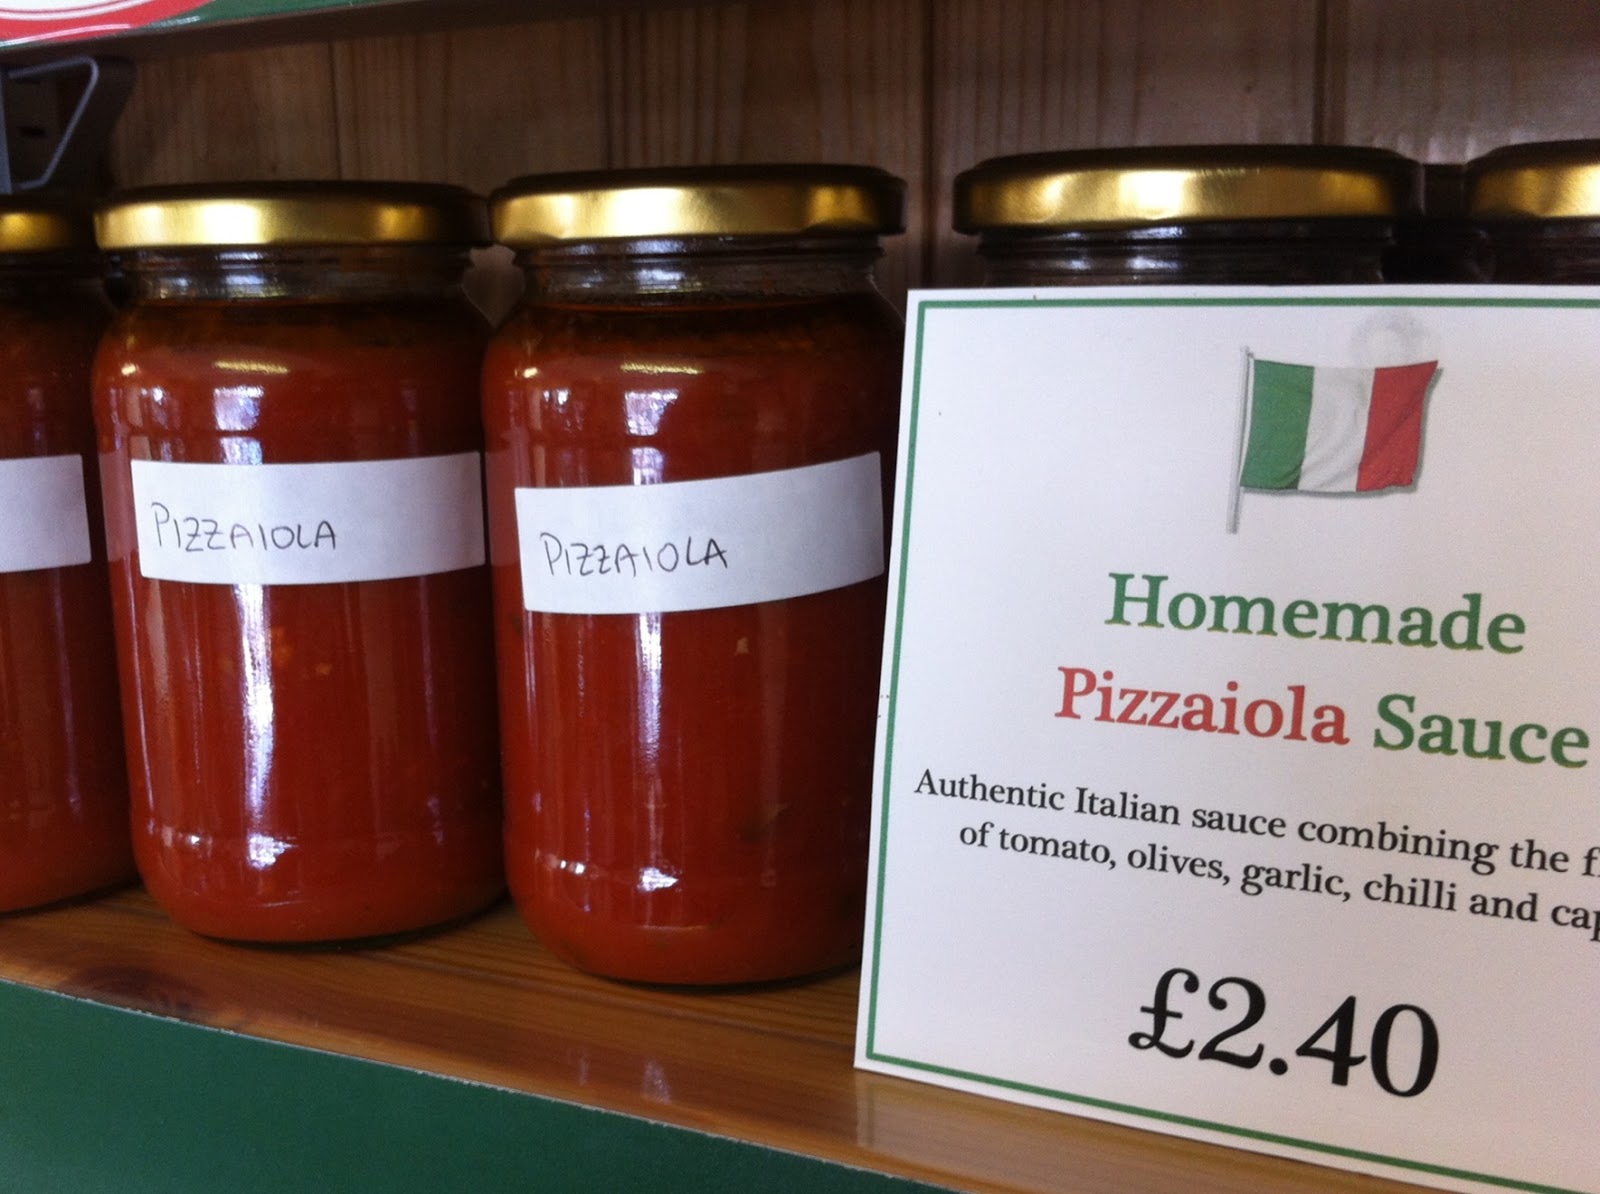 PIZZAIOLA
PIZZAIOLA
Homemade
Pizzaiola Sauce
Authentic Italian sauce combining the
of tomato, olives, garlic, chilli and
£2.40